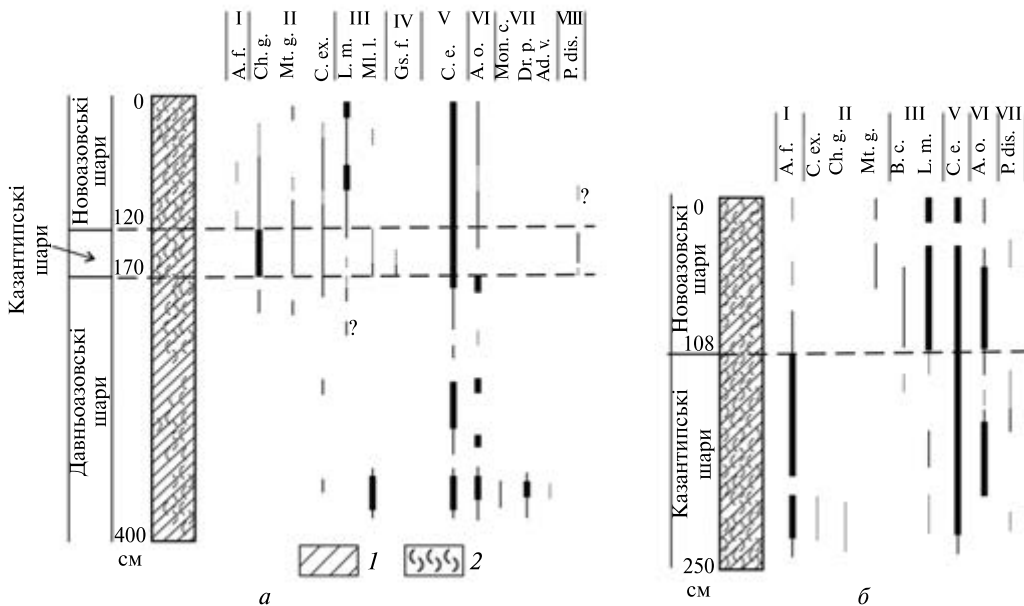 I II III IV V VI VII VIII
A. f.
Ch. g.
Mt. g.
C. ex.
L. m.
Ml. l.
Gs. f.
C. e.
A. o.
Mon. c.
Dr. p.
Ad. v.
P. dis.
0
Новоазовські шари
120
Казантипські
шари
170
Давньоазовські шари
400
см
?
?
1
2
а
I II III V VI VII
A. f.
C. ex.
Ch. g.
Mt. g.
B. c.
L. m.
C. e.
A. o.
P. dis.
0
Новоазовські
шари
108
Казантипські
шари
250
см
б